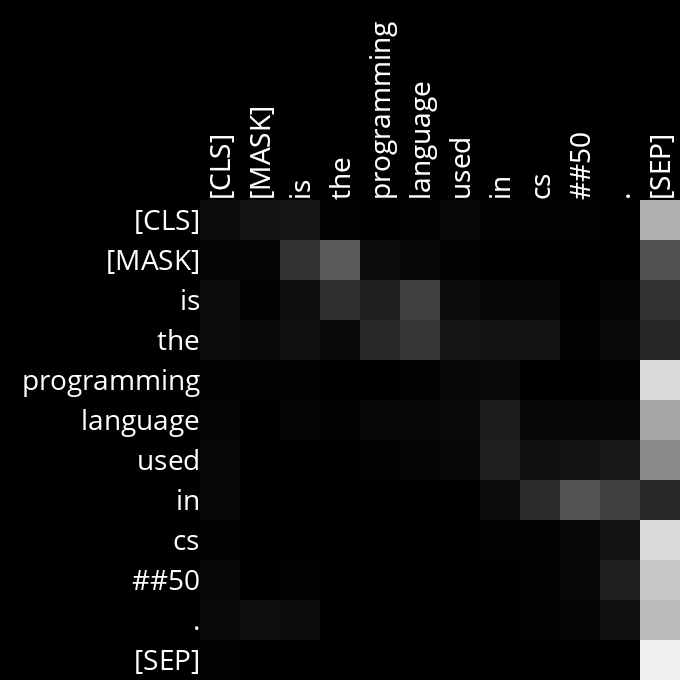 [CLS] [MASK] is the programming language used in cs ##50 . [SEP]
[CLS]
[MASK]
is
the
programming
language
used
in
cs
##50
.
[SEP]